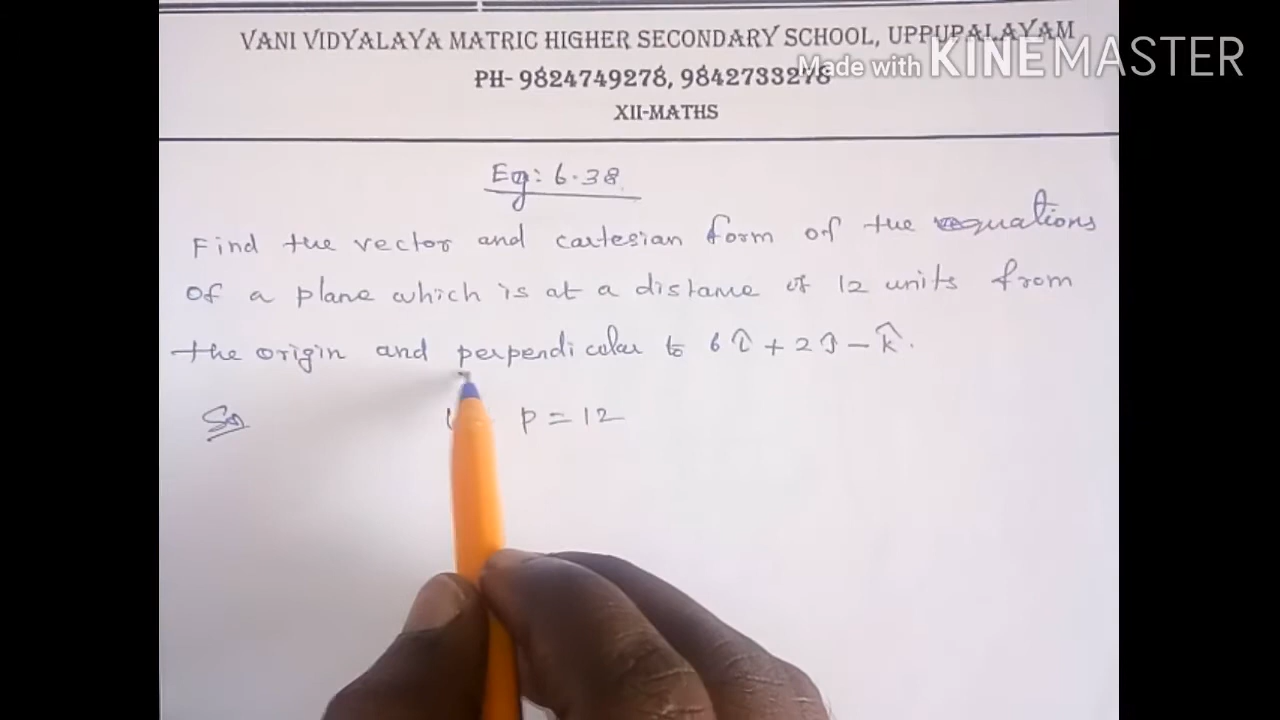 VANI VIDYALAYA MATRIC HIGHER SECONDARY SCHOOL, UPPUPALAYAM
Made with KINEMASTER
PH- 9824749278, 9842733278
XII-MATHS
Eg: 6.38
Find the vector and cartesian form of the equations
of a plane which is at a distance of 12 units from
the origin and perpendicular to 6î + 2ĵ − k̂.
Sol
p = 12